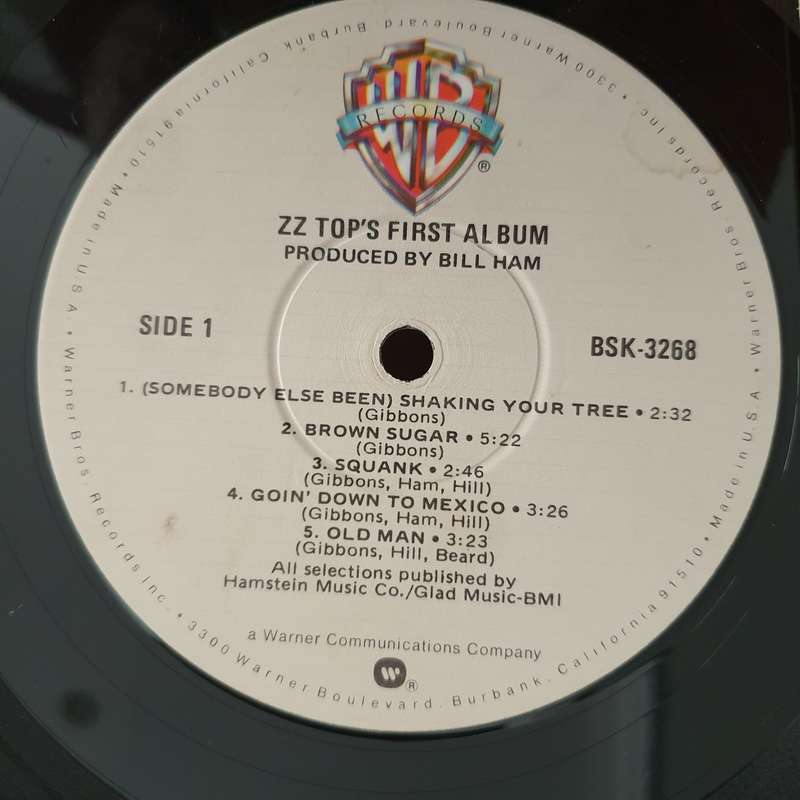 WB
RECORDS
®
ZZ TOP'S FIRST ALBUM
PRODUCED BY BILL HAM
SIDE 1
BSK-3268
1. (SOMEBODY ELSE BEEN) SHAKING YOUR TREE • 2:32
(Gibbons)
2. BROWN SUGAR • 5:22
(Gibbons)
3. SQUANK • 2:46
(Gibbons, Ham, Hill)
4. GOIN' DOWN TO MEXICO • 3:26
(Gibbons, Ham, Hill)
5. OLD MAN • 3:23
(Gibbons, Hill, Beard)
All selections published by
Hamstein Music Co./Glad Music-BMI
a Warner Communications Company
W ®
Warner Bros. Records Inc. • 3300 Warner Boulevard, Burbank, California 91510 • Made in U.S.A. • Warner Bros. Records Inc. • 3300 Warner Boulevard, Burbank, California 91510 • Made in U.S.A. •